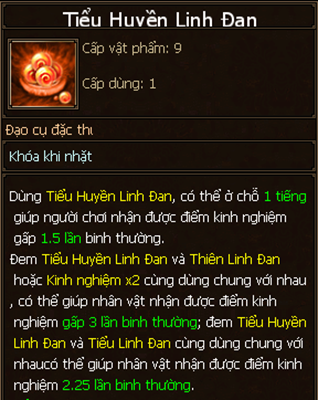 Tiểu Huyền Linh Đan
Cấp vật phẩm: 9
Cấp dùng: 1
Đạo cụ đặc thù
Khóa khi nhặt
Dùng Tiểu Huyền Linh Đan, có thể ở chỗ 1 tiếng
giúp người chơi nhận được điểm kinh nghiệm
gấp 1.5 lần binh thường.
Đem Tiểu Huyền Linh Đan và Thiên Linh Đan
hoặc Kinh nghiệm x2 cùng dùng chung với nhau
, có thể giúp nhân vật nhận được điểm kinh
nghiệm gấp 3 lần binh thường; đem Tiểu Huyền
Linh Đan và Tiểu Linh Đan cùng dùng chung với
nhaucó thể giúp nhân vật nhận được điểm kinh
nghiệm 2.25 lần binh thường.